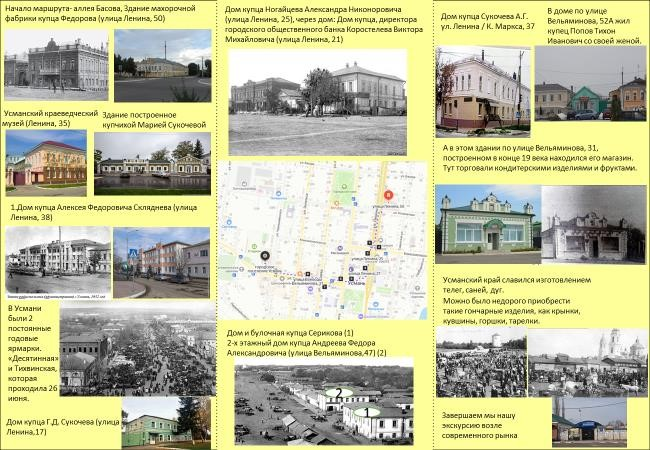 Начало маршрута- аллея Басова, Здание махорочной
фабрики купца Федорова (улица Ленина, 50)
Усманский краеведческий
музей (Ленина, 35)
Здание построенное
купчихой Марией Сукочевой
1.Дом купца Алексея Федоровича Скляднева (улица
Ленина, 38)
В Усмани
были 2
постоянные
годовые
ярмарки.
«Десятинная»
и Тихвинская,
которая
проходила 26
июня.
Дом купца Г.Д. Сукочева (улица
Ленина,17)
Дом купца Ногайцева Александра Никоноровича
(улица Ленина, 25), через дом: Дом купца, директора
городского общественного банка Коростелева Виктора
Михайловича (улица Ленина, 21)
улица Ленина, 50
Усмань
Дом и булочная купца Серикова (1)
2-х этажный дом купца Андреева Федора
Александровича (улица Вельяминова,47) (2)
2
1
Дом купца Сукочева А.Г.
ул. Ленина / К. Маркса, 37
В доме по улице
Вельяминова, 52А жил
купец Попов Тихон
Иванович со своей женой.
А в этом здании по улице Вельяминова, 31,
построенном в конце 19 века находился его магазин.
Тут торговали кондитерскими изделиями и фруктами.
Усманский край славился изготовлением
телег, саней, дуг.
Можно было недорого приобрести
такие гончарные изделия, как крынки,
кувшины, горшки, тарелки.
Завершаем мы нашу
экскурсию возле
современного рынка